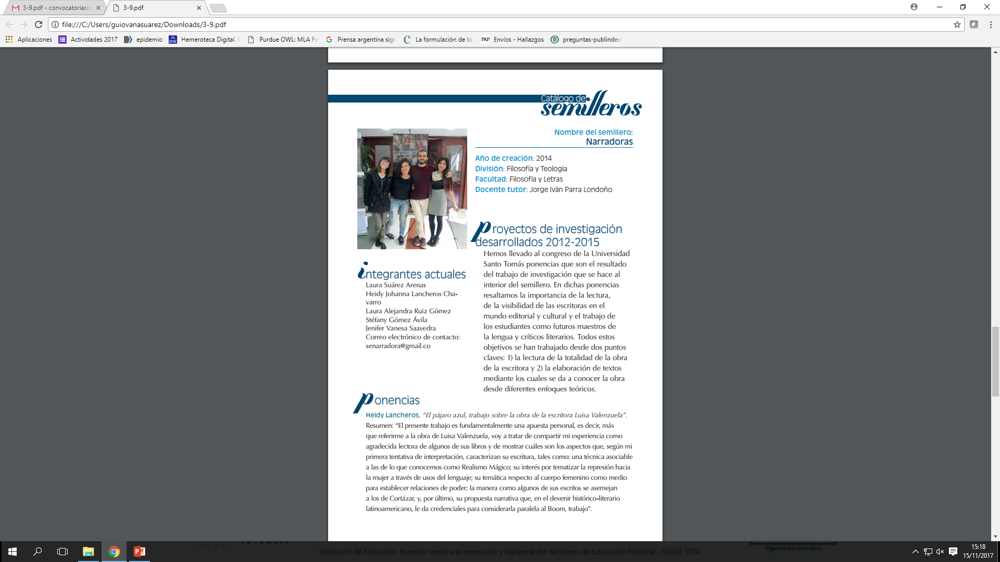 3-9.pdf - convocatoriasin
3-9.pdf
file:///C:/Users/guiovanasuarez/Downloads/3-9.pdf
Aplicaciones
Actividades 2017
epidemio
BNE
Hemeroteca Digital.
Purdue OWL: MLA Fo
Prensa argentina sigl
La formulación de lo
PKP
Envíos - Hallazgos
preguntas-publindex-
Catálogo de
semilleros
Nombre del semillero:
Narradoras
Año de creación: 2014
División: Filosofía y Teología
Facultad: Filosofía y Letras
Docente tutor: Jorge Iván Parra Londoño
Proyectos de investigación
desarrollados 2012-2015
Hemos llevado al congreso de la Universidad
Santo Tomás ponencias que son el resultado
del trabajo de investigación que se hace al
interior del semillero. En dichas ponencias
resaltamos la importancia de la lectura,
de la visibilidad de las escritoras en el
mundo editorial y cultural y el trabajo de
los estudiantes como futuros maestros de
la lengua y críticos literarios. Todos estos
objetivos se han trabajado desde dos puntos
claves: 1) la lectura de la totalidad de la obra
de la escritora y 2) la elaboración de textos
mediante los cuales se da a conocer la obra
desde diferentes enfoques teóricos.
integrantes actuales
Laura Suárez Arenas
Heidy Johanna Lancheros Cha-
varro
Laura Alejandra Ruiz Gómez
Stéfany Gómez Ávila
Jenifer Vanesa Saavedra
Correo electrónico de contacto:
senarradora@gmail.co
Ponencias
Heidy Lancheros, “El pájaro azul, trabajo sobre la obra de la escritora Luisa Valenzuela”.
Resumen: “El presente trabajo es fundamentalmente una apuesta personal, es decir, más
que referirme a la obra de Luisa Valenzuela, voy a tratar de compartir mi experiencia como
agradecida lectora de algunos de sus libros y de mostrar cuáles son los aspectos que, según mi
primera tentativa de interpretación, caracterizan su escritura, tales como: una técnica asociable
a las de lo que conocemos como Realismo Mágico; su interés por tematizar la represión hacia
la mujer a través de usos del lenguaje; su temática respecto al cuerpo femenino como medio
para establecer relaciones de poder; la manera como algunos de sus escritos se asemejan
a los de Cortázar, y, por último, su propuesta narrativa que, en el devenir histórico-literario
latinoamericano, le da credenciales para considerarla paralela al Boom, trabajo”.
COLOMBIA
Institución de Educación Superior sujeta a la inspección y vigilancia del Ministerio de Educación Nacional - SNIES 1704
Vigencia por seis años
15:18
15/11/2017